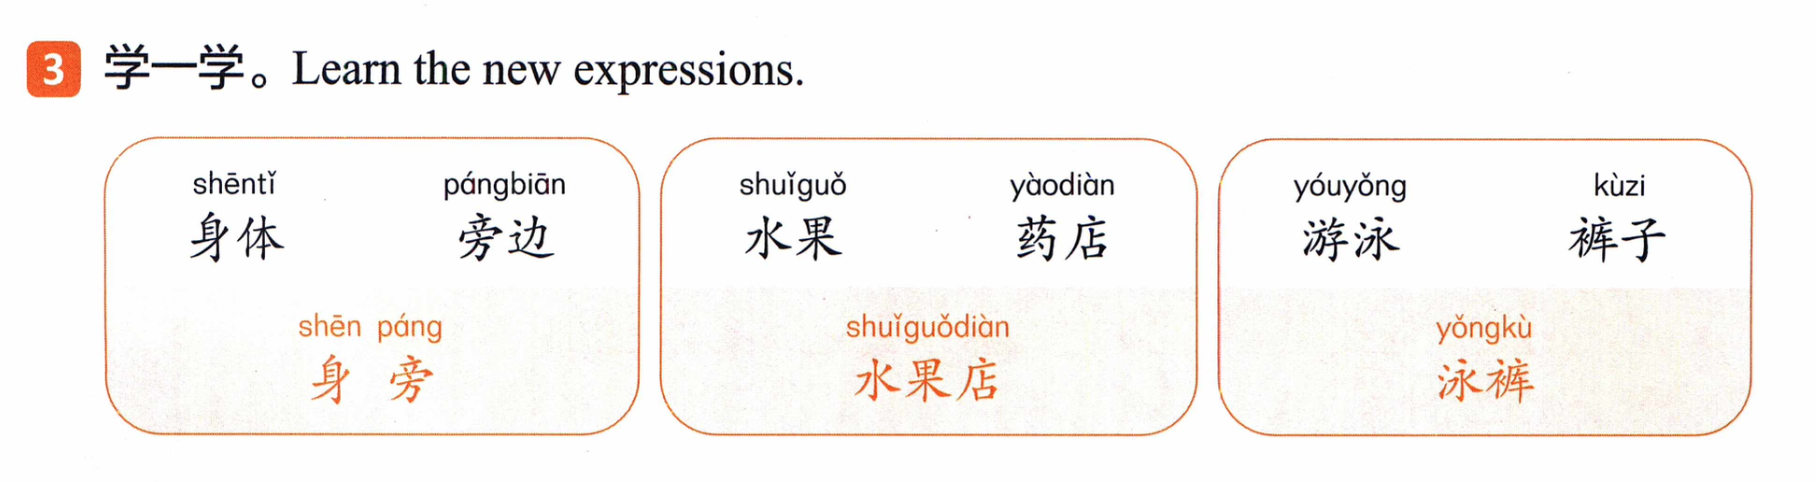 3 学一学。Learn the new expressions.
shēntǐ pángbiān
身体 旁边
shēn páng
身 旁
shuǐguǒ yàodiàn
水果 药店
shuǐguǒdiàn
水果店
yóuyǒng kùzi
游泳 裤子
yǒngkù
泳裤